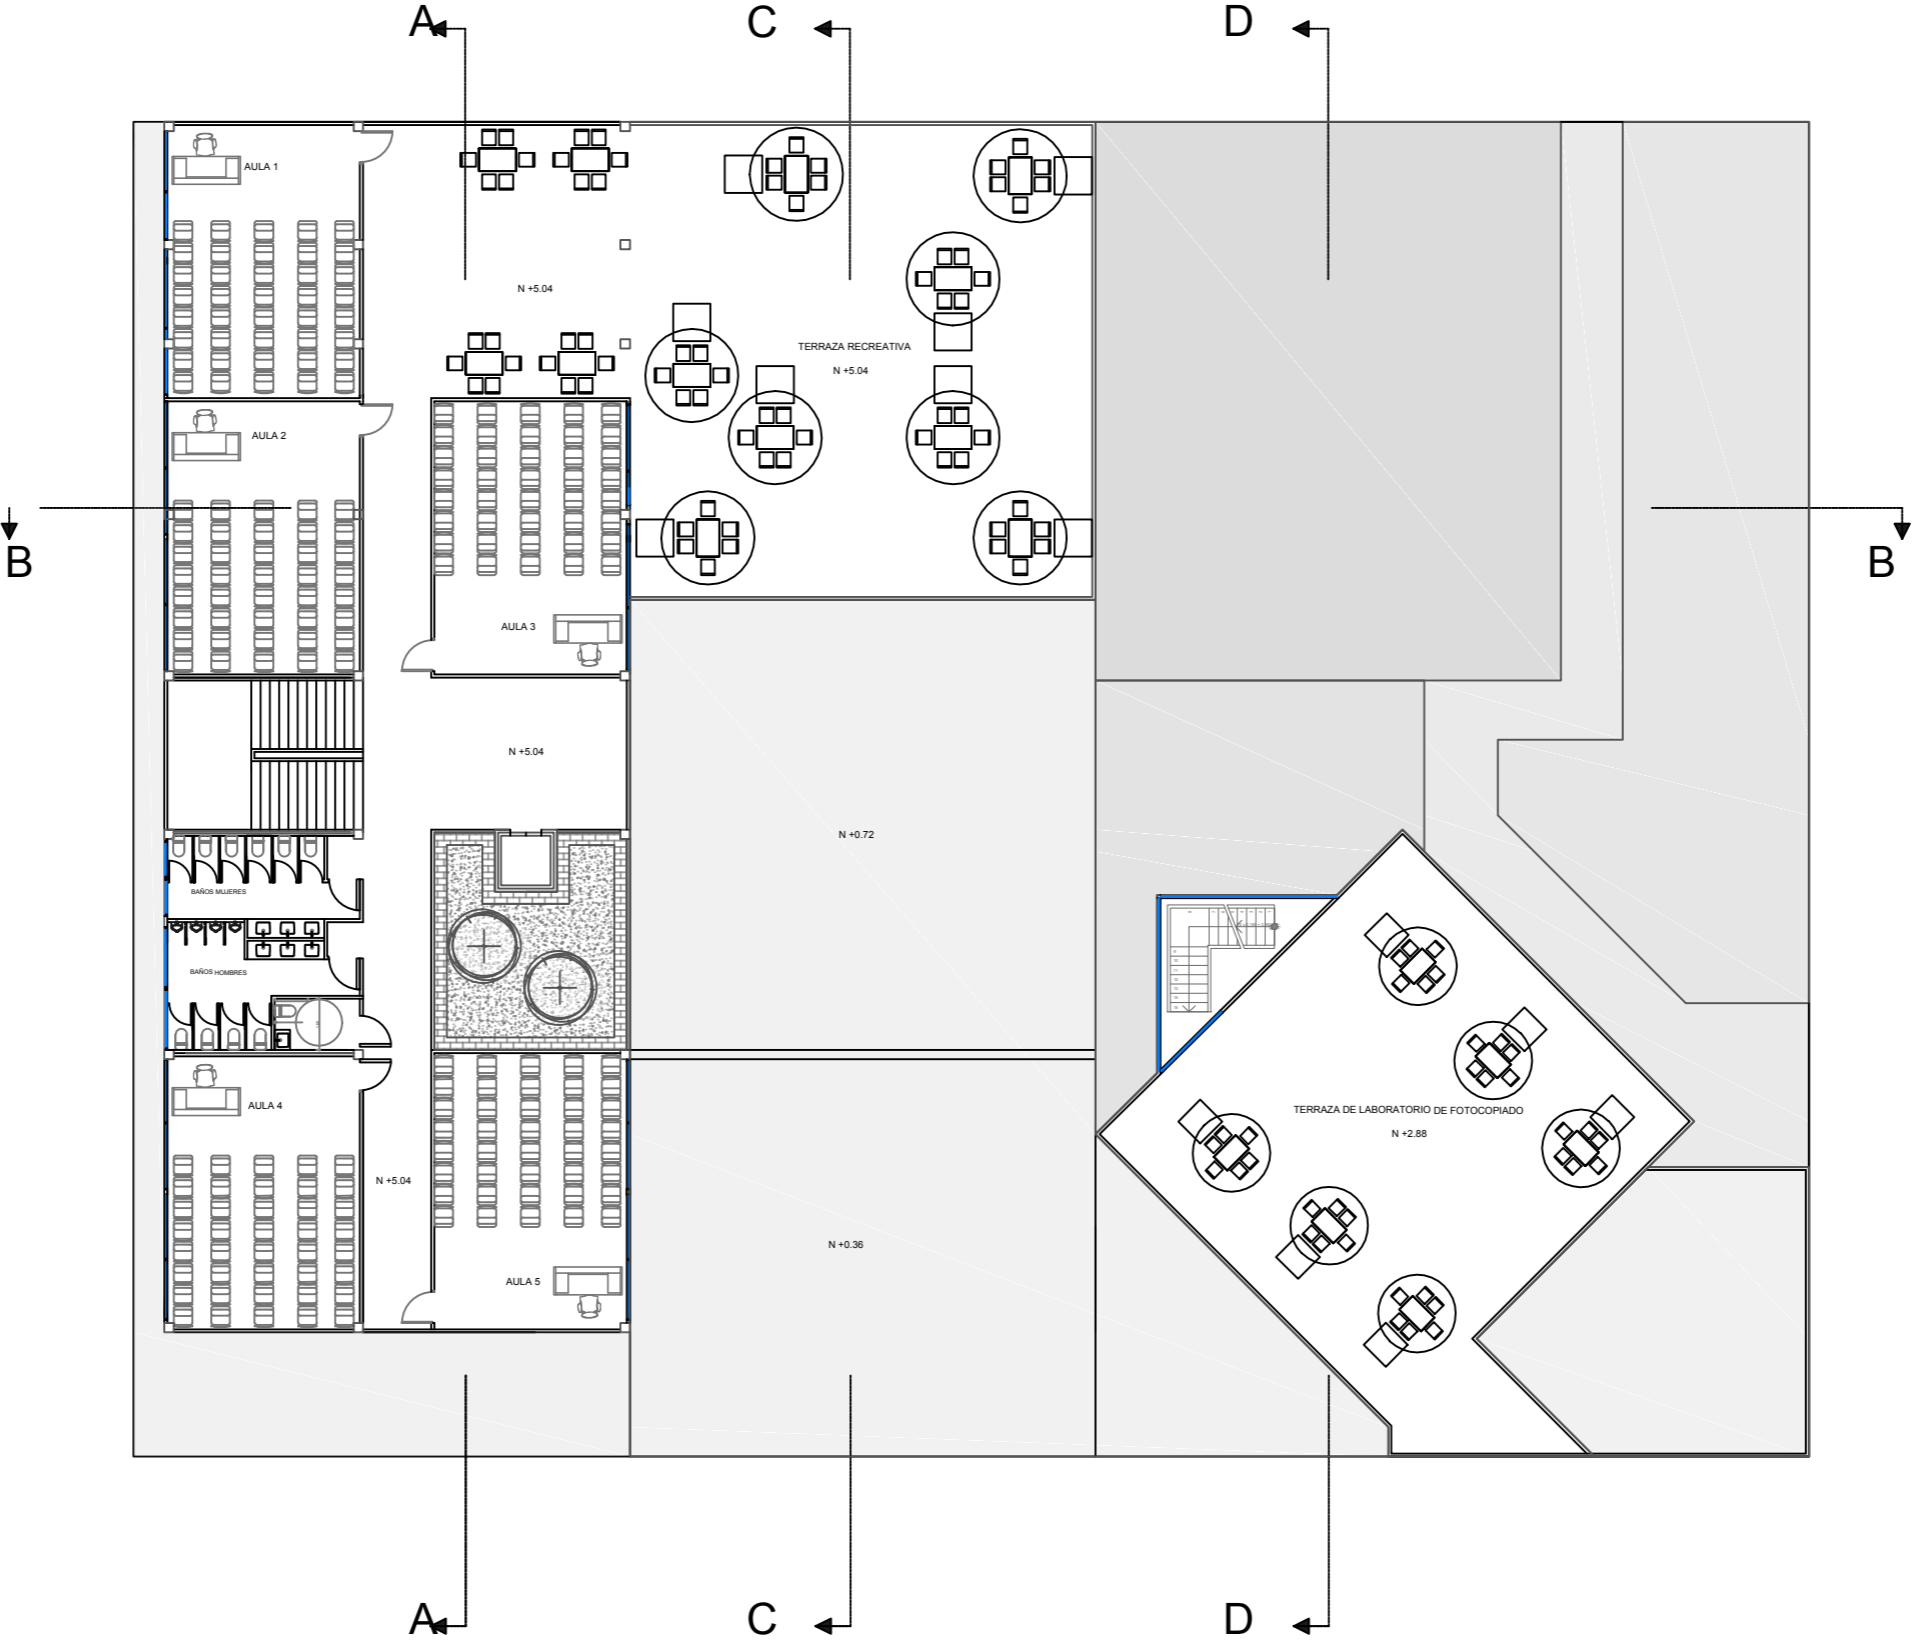 A C D
AULA 1
N +5.04
TERRAZA RECREATIVA
N +5.04
AULA 2
B B
AULA 3
N +5.04
N +0.72
BAÑOS MUJERES
BAÑOS HOMBRES
AULA 4
TERRAZA DE LABORATORIO DE FOTOCOPIADO
N +2.88
N +5.04
N +0.36
AULA 5
A C D